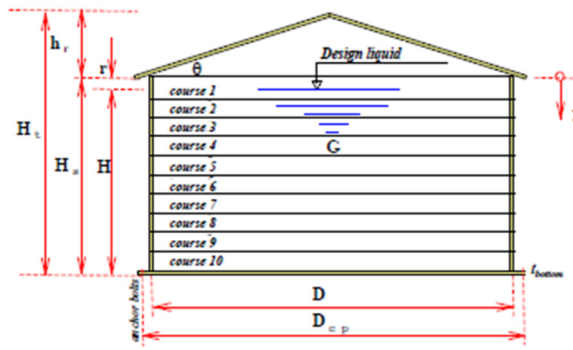 h r
r
θ
Design liquid
course 1
course 2
course 3
H t
G
course 4
H s
H
course 5
course 6
course 7
course 8
course 9
course 10
t bottom
anchor bolts
D
D c p